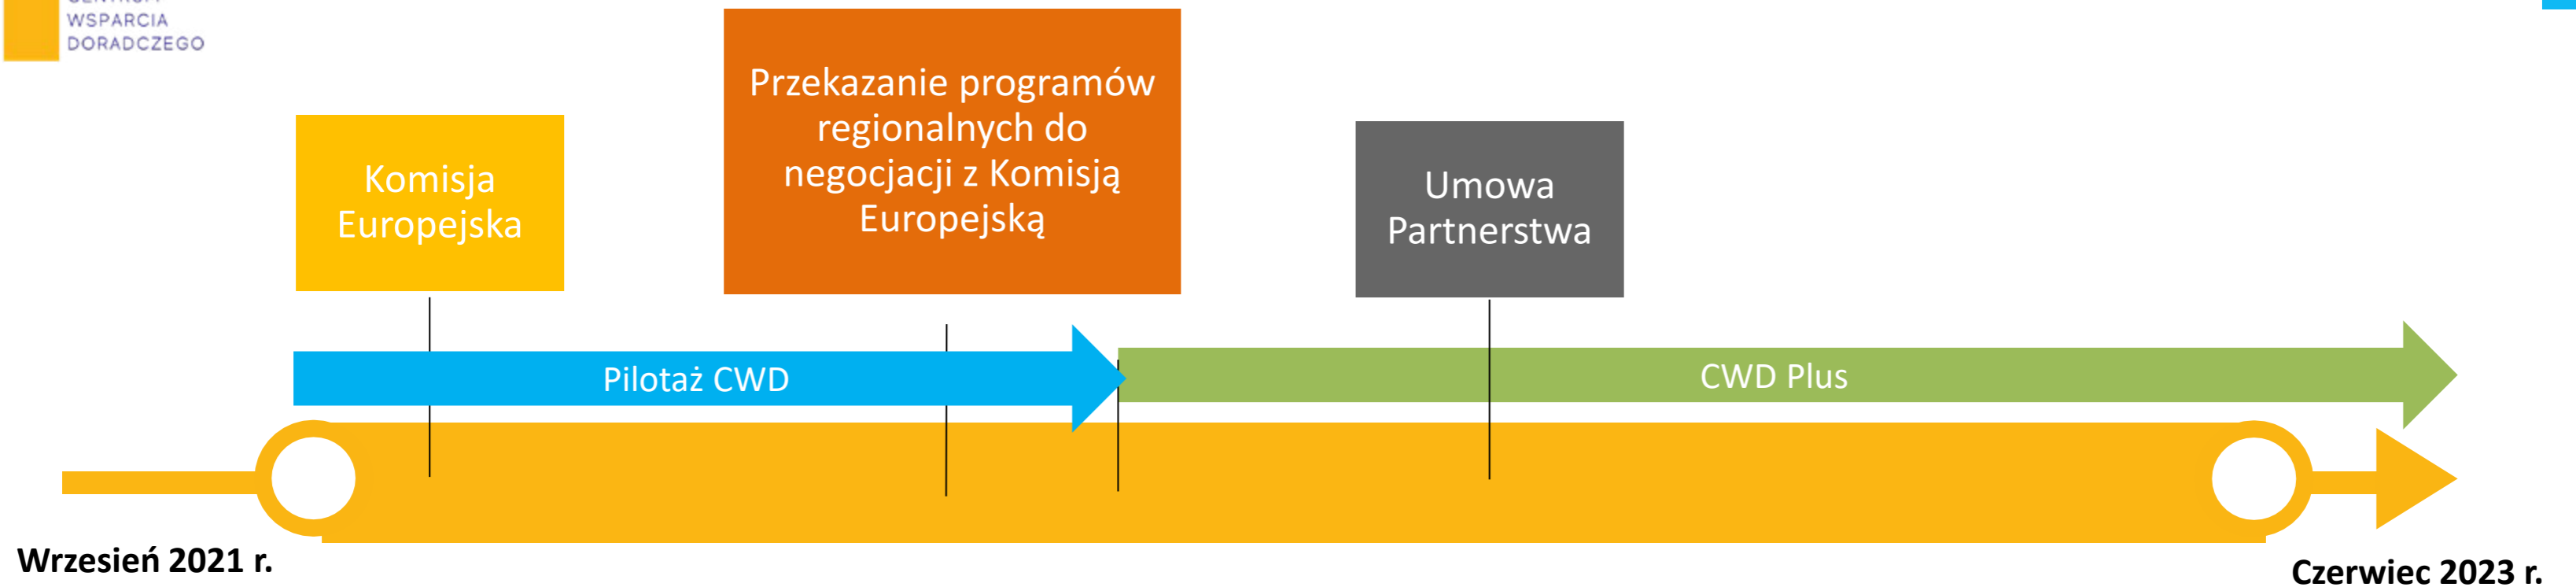 WSPARCIA
DORADCZEGO
Przekazanie programów
regionalnych do
negocjacji z Komisją
Europejską
Komisja
Europejska
Umowa
Partnerstwa
Pilotaż CWD
CWD Plus
Wrzesień 2021 r.
Czerwiec 2023 r.